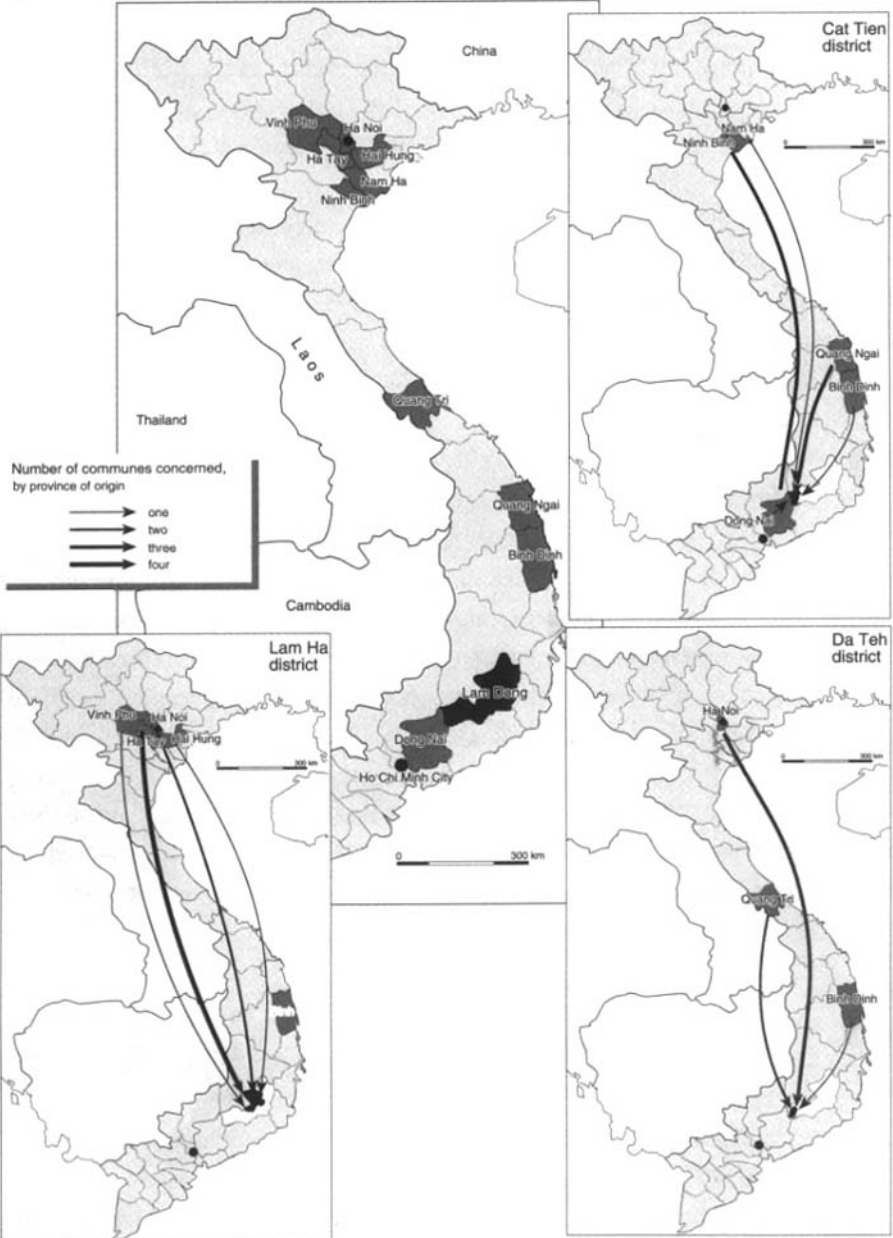 China
Vinh Phu
Ha Noi
Ha Tay
Hai Hung
Nam Ha
Ninh Binh
Laos
Quang Tri
Thailand
Number of communes concerned,
by province of origin
one
two
three
four
Quang Ngai
Binh Dinh
Cambodia
Lam Dang
Dong Nai
Ho Chi Minh City
0 300 km
Cat Tien
district
Nam Ha
Ninh Binh
0 300 km
Quang Ngai
Binh Dinh
Dong Nai
Lam Ha
district
Vinh Phu
Ha Noi
Ha Tay
Hai Hung
0 300 km
Da Teh
district
Ha Noi
0 300 km
Quang Tri
Binh Dinh